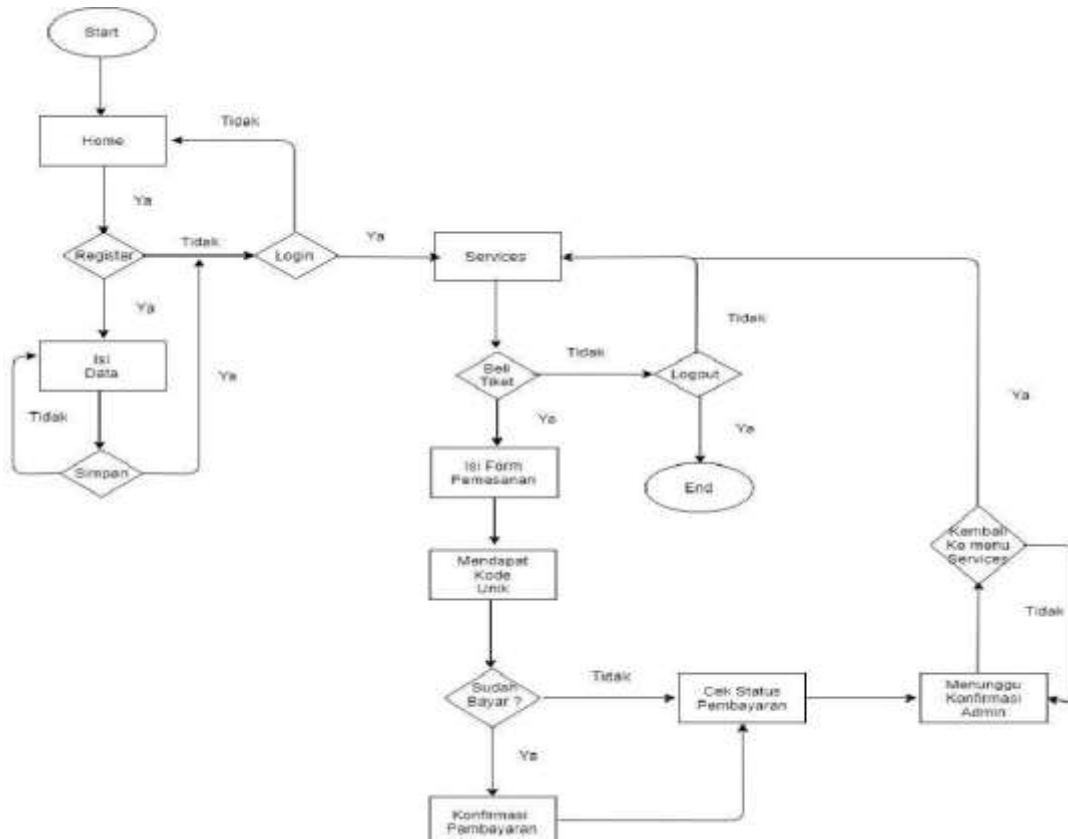 Start
Home
Tidak
Ya
Register
Tidak
Login
Ya
Services
Ya
Isi
Data
Ya
Tidak
Simpan
Beli
Tiket
Tidak
Logout
Tidak
Ya
Ya
End
Isi Form
Pemesanan
Mendapat
Kode
Unik
Ya
Kembali
Ke menu
Services
Tidak
Sudah
Bayar ?
Tidak
Cek Status
Pembayaran
Menunggu
Konfirmasi
Admin
Ya
Konfirmasi
Pembayaran